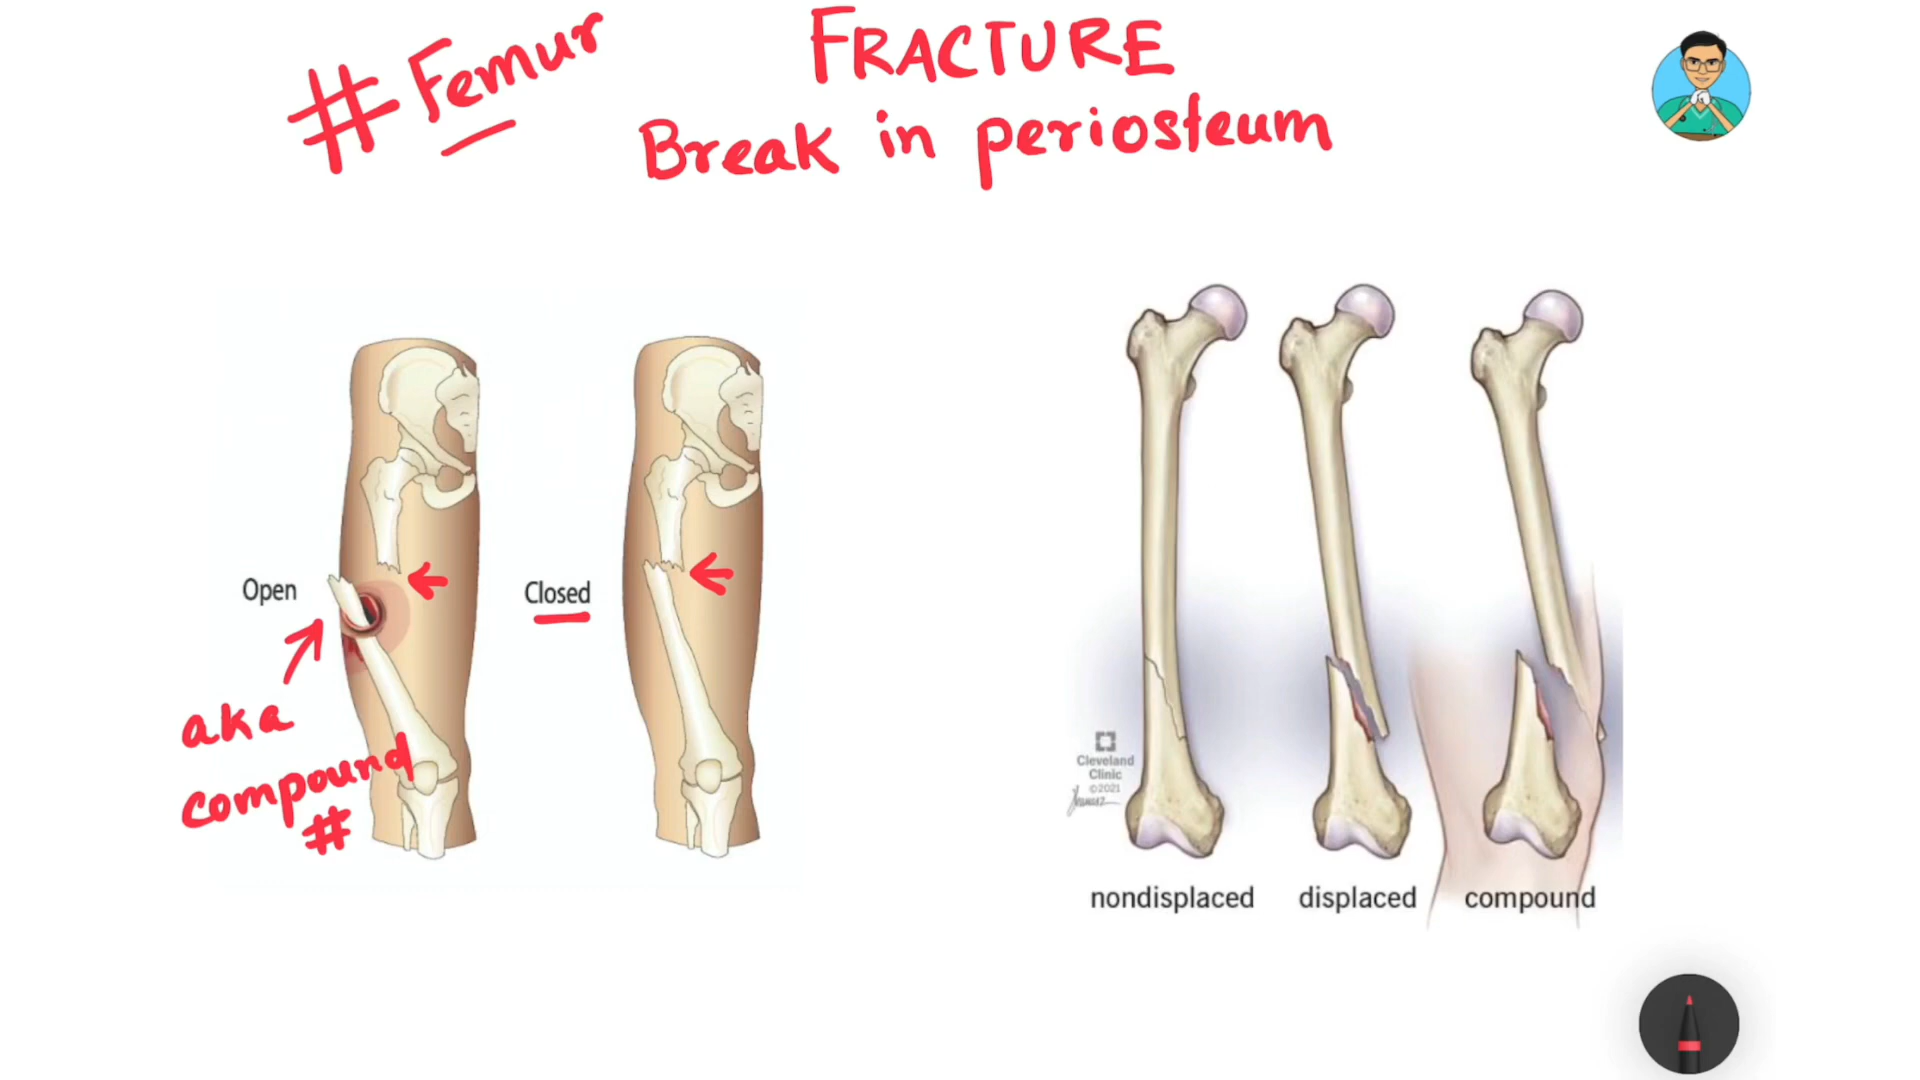 #Femur
FRACTURE
Break in periosteum
Open
Closed
aka
compound
#
Cleveland
Clinic
©2021
nondisplaced
displaced
compound